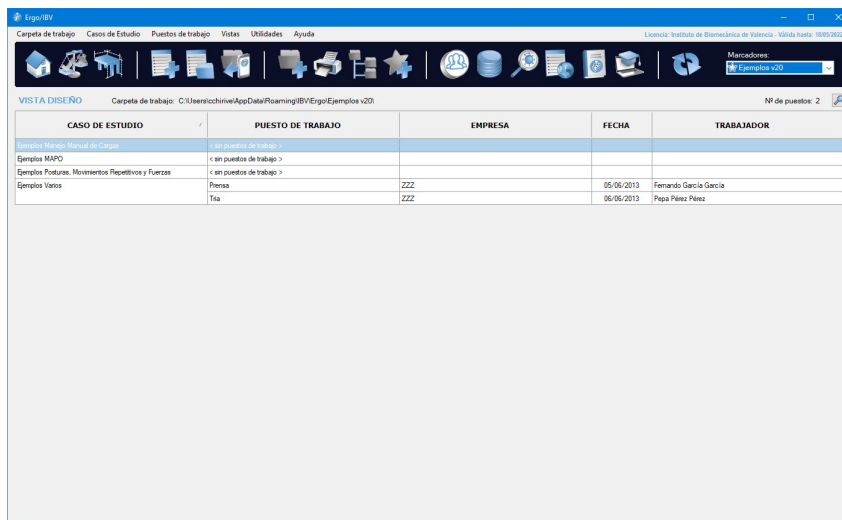 Ergo/IBV
Carpeta de trabajo Casos de Estudio Puestos de trabajo Vistas Utilidades Ayuda
Licencia: Instituto de Biomecánica de Valencia - Válida hasta: 18/05/2022
Marcadores:
Ejemplos v20
VISTA DISEÑO Carpeta de trabajo: C:\Users\cchirive\AppData\Roaming\IBV\Ergo\Ejemplos v20\ Nº de puestos: 2
CASO DE ESTUDIO PUESTO DE TRABAJO EMPRESA FECHA TRABAJADOR
Ejemplos Manejo Manual de Cargas < sin puestos de trabajo >
Ejemplos MAPO < sin puestos de trabajo >
Ejemplos Posturas, Movimientos Repetitivos y Fuerzas < sin puestos de trabajo >
Ejemplos Varios Prensa ZZZ 05/06/2013 Fernando García García
Tria ZZZ 06/06/2013 Pepa Pérez Pérez